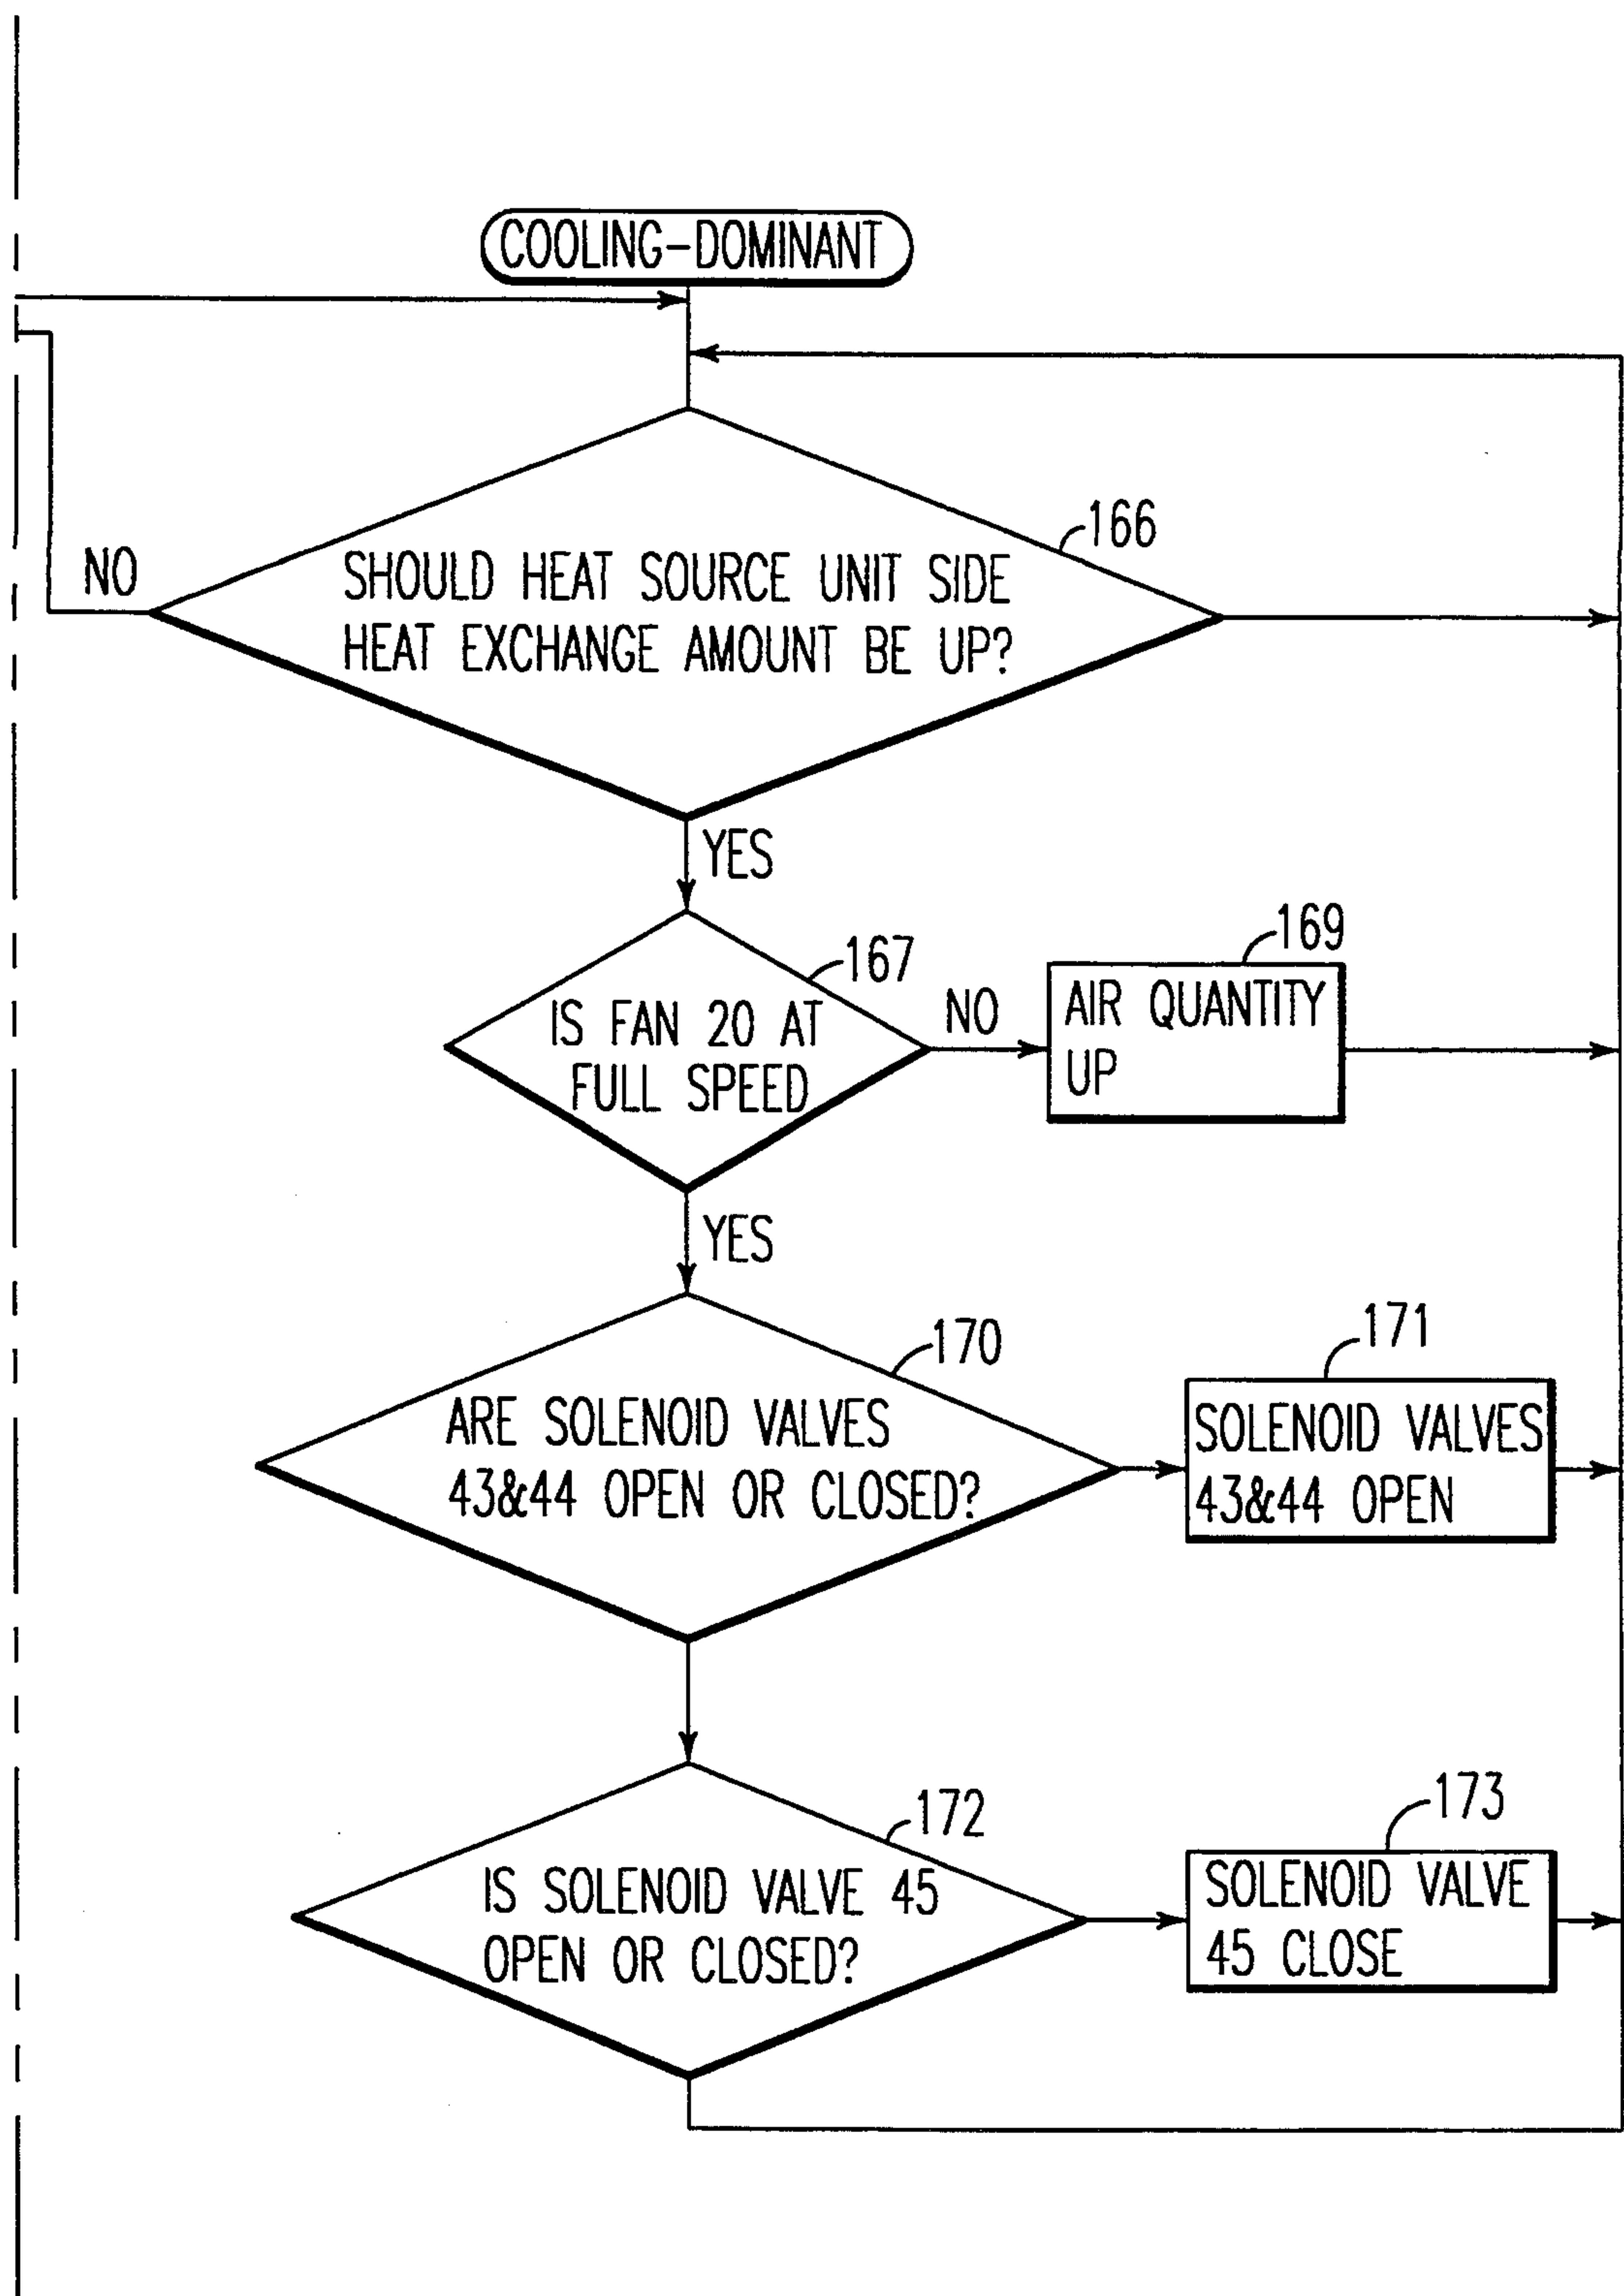 COOLING-DOMINANT
166
NO
SHOULD HEAT SOURCE UNIT SIDE
HEAT EXCHANGE AMOUNT BE UP?
YES
167
169
IS FAN 20 AT
FULL SPEED
NO
AIR QUANTITY
UP
YES
170
171
ARE SOLENOID VALVES
43&44 OPEN OR CLOSED?
SOLENOID VALVES
43&44 OPEN
172
173
IS SOLENOID VALVE 45
OPEN OR CLOSED?
SOLENOID VALVE
45 CLOSE